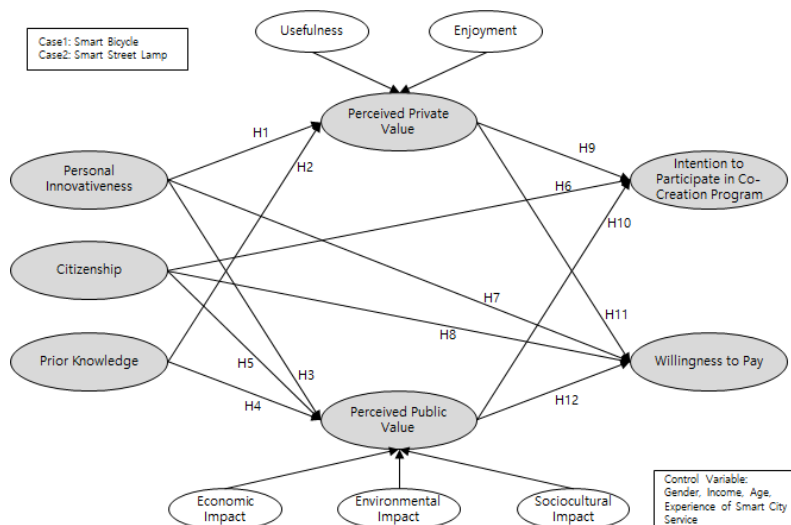 Usefulness
Enjoyment
Case1: Smart Bicycle
Case2: Smart Street Lamp
Perceived Private
Value
H1
H2
H9
Personal
Innovativeness
Intention to
Participate in Co-
Creation Program
H6
H10
Citizenship
H7
H8
H11
Prior Knowledge
Willingness to Pay
H5
H3
H4
H12
Perceived Public
Value
Economic
Impact
Environmental
Impact
Sociocultural
Impact
Control Variable:
Gender, Income, Age,
Experience of Smart City
Service